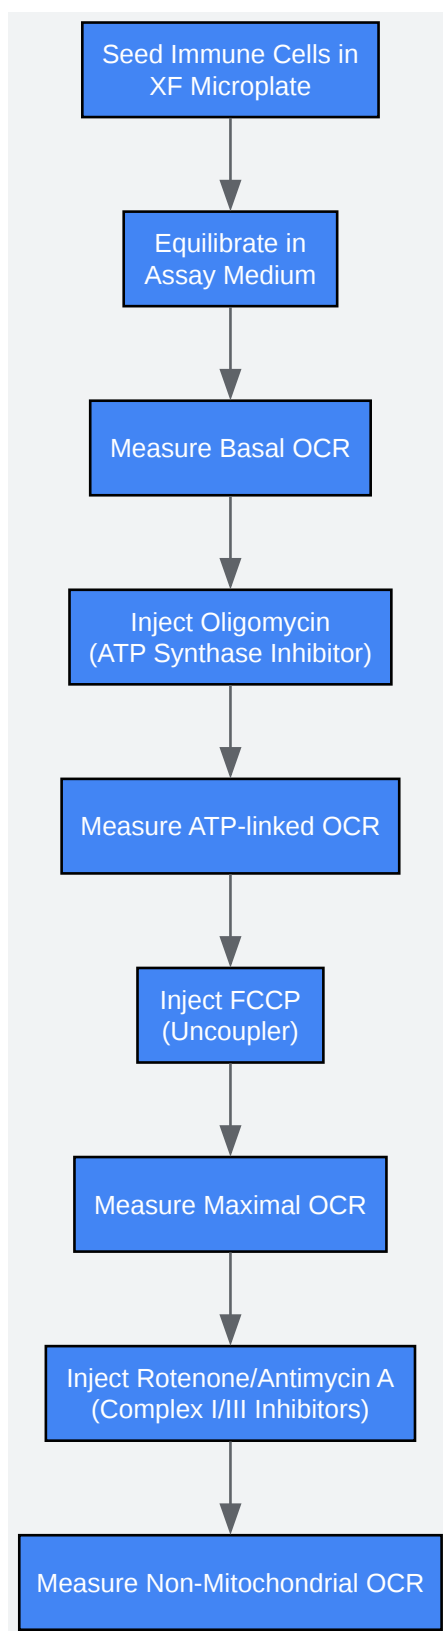 Seed Immune Cells in
XF Microplate
Equilibrate in
Assay Medium
Measure Basal OCR
Inject Oligomycin
(ATP Synthase Inhibitor)
Measure ATP-linked OCR
Inject FCCP
(Uncoupler)
Measure Maximal OCR
Inject Rotenone/Antimycin A
(Complex I/III Inhibitors)
Measure Non-Mitochondrial OCR